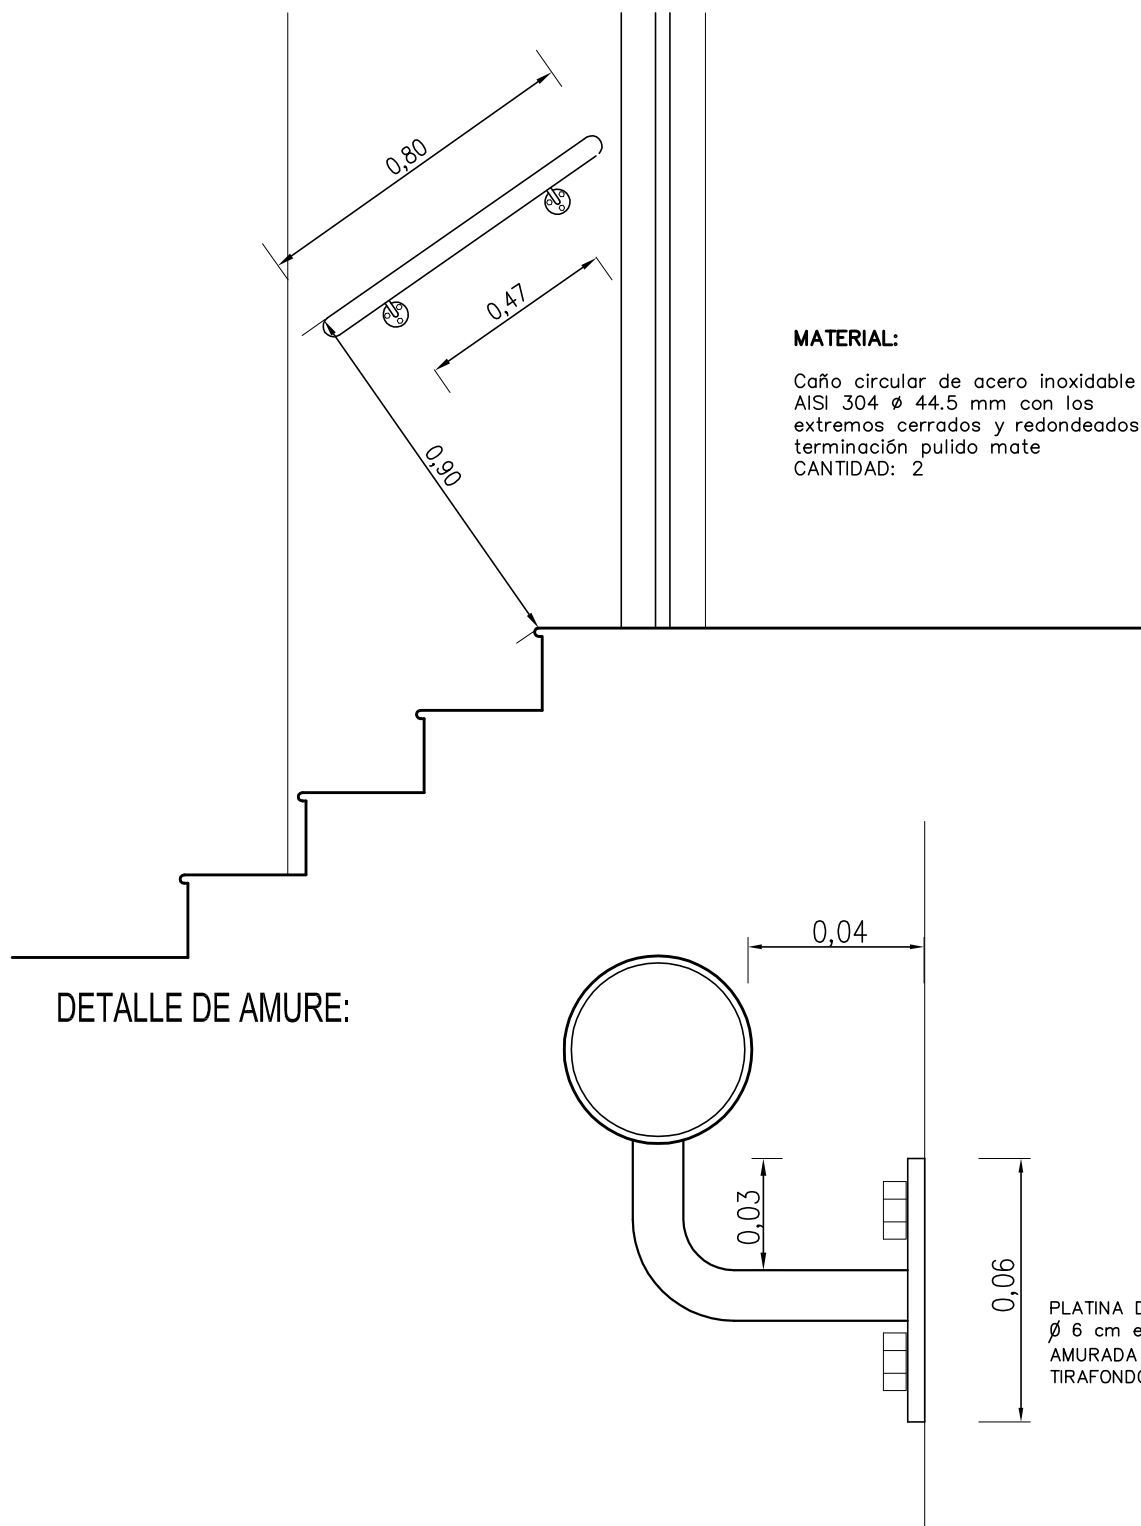 0,80
0,47
0,90
MATERIAL:
Caño circular de acero inoxidable
AISI 304 ø 44.5 mm con los
extremos cerrados y redondeados
terminación pulido mate
CANTIDAD: 2
0,04
DETALLE DE AMURE:
0,03
0,06
PLATINA
Ø 6 cm
AMURADA